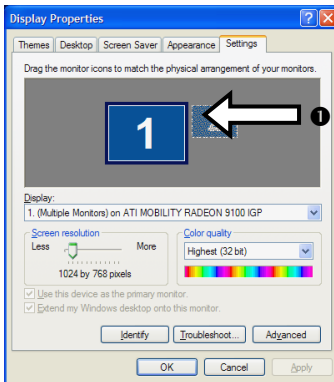 Display Properties
Themes Desktop Screen Saver Appearance Settings
Drag the monitor icons to match the physical arrangement of your monitors.
1
❶
Display:
1. (Multiple Monitors) on ATI MOBILITY RADEON 9100 IGP
Screen resolution
Less More
1024 by 768 pixels
Color quality
Highest (32 bit)
Use this device as the primary monitor.
Extend my Windows desktop onto this monitor.
Identify Troubleshoot... Advanced
OK Cancel Apply